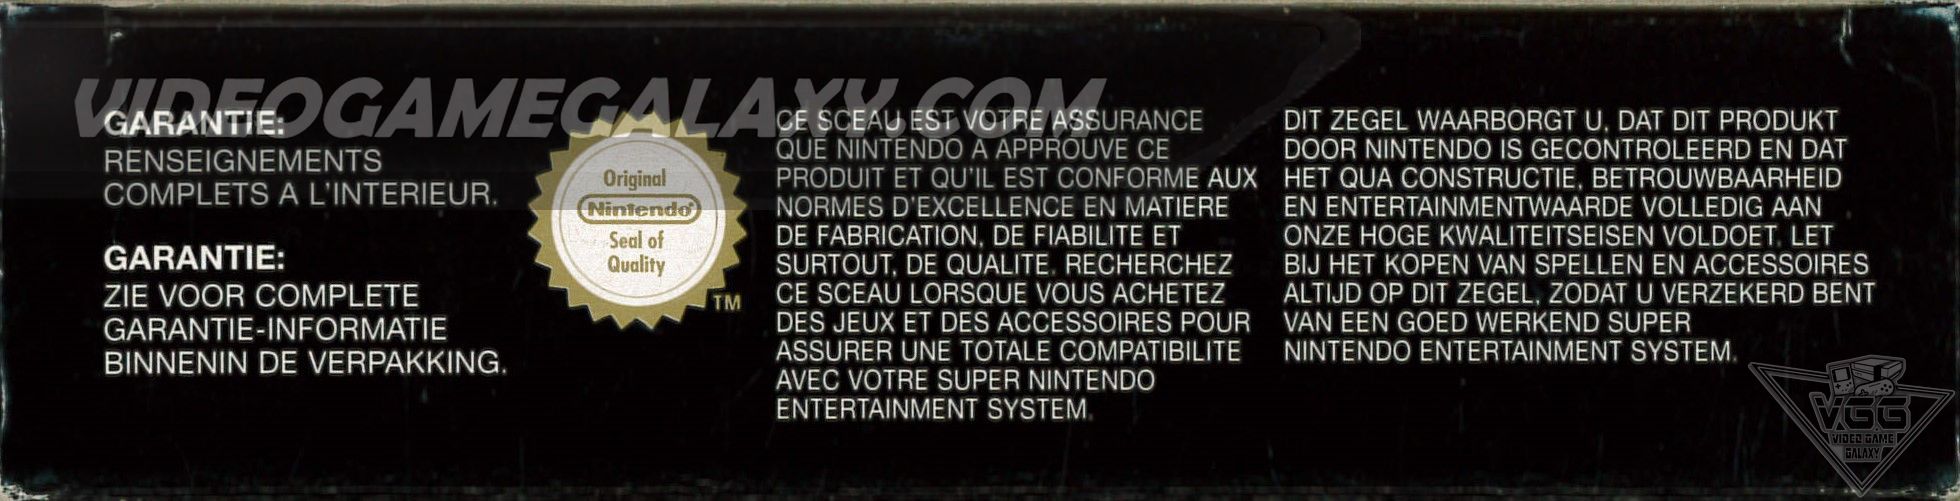 VIDEOGAMEGALAXY.COM
GARANTIE:
RENSEIGNEMENTS
COMPLETS A L'INTERIEUR.
GARANTIE:
ZIE VOOR COMPLETE
GARANTIE-INFORMATIE
BINNENIN DE VERPAKKING.
Original
Nintendo®
Seal of
Quality
TM
CE SCEAU EST VOTRE ASSURANCE
QUE NINTENDO A APPROUVE CE
PRODUIT ET QU'IL EST CONFORME AUX
NORMES D'EXCELLENCE EN MATIERE
DE FABRICATION, DE FIABILITE ET
SURTOUT, DE QUALITE. RECHERCHEZ
CE SCEAU LORSQUE VOUS ACHETEZ
DES JEUX ET DES ACCESSOIRES POUR
ASSURER UNE TOTALE COMPATIBILITE
AVEC VOTRE SUPER NINTENDO
ENTERTAINMENT SYSTEM.
DIT ZEGEL WAARBORGT U, DAT DIT PRODUKT
DOOR NINTENDO IS GECONTROLEERD EN DAT
HET QUA CONSTRUCTIE, BETROUWBAARHEID
EN ENTERTAINMENTWAARDE VOLLEDIG AAN
ONZE HOGE KWALITEITSEISEN VOLDOET. LET
BIJ HET KOPEN VAN SPELLEN EN ACCESSOIRES
ALTIJD OP DIT ZEGEL, ZODAT U VERZEKERD BENT
VAN EEN GOED WERKEND SUPER
NINTENDO ENTERTAINMENT SYSTEM.
VGG
VIDEO GAME
GALAXY